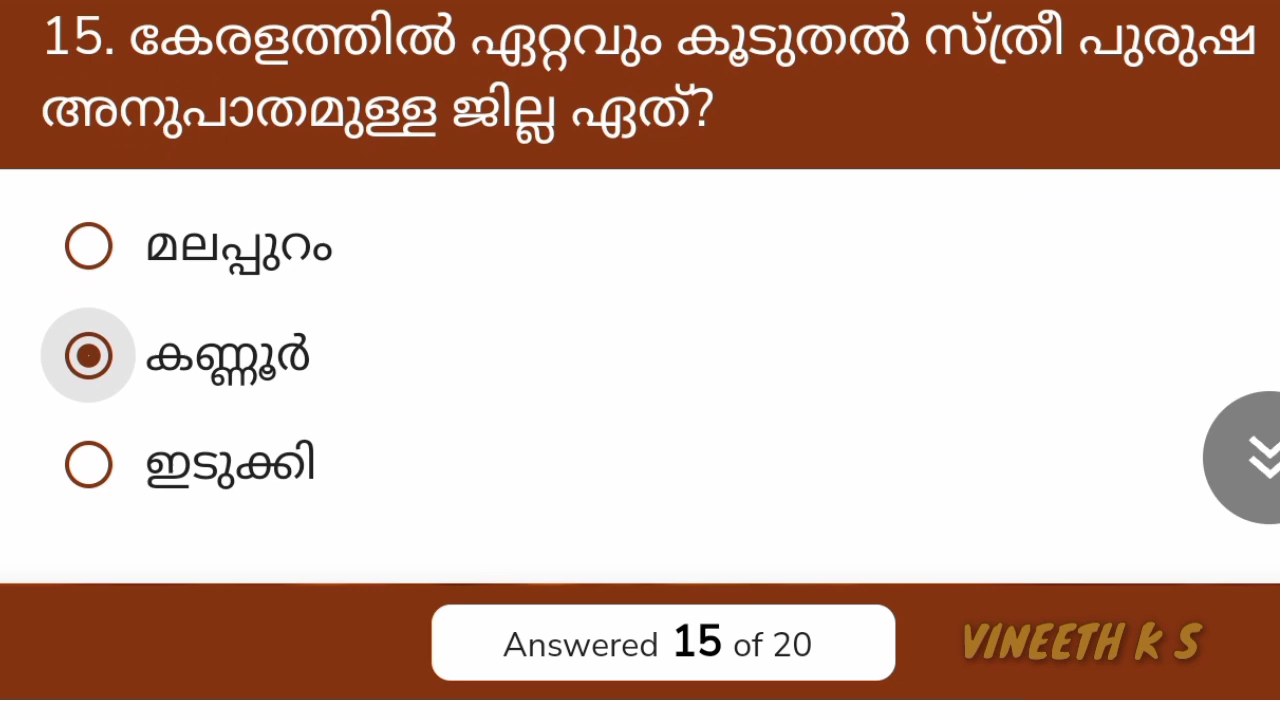 15. കേരളത്തിൽ ഏറ്റവും കൂടുതൽ സ്ത്രീ പുരുഷ
അനുപാതമുള്ള ജില്ല ഏത്?
മലപ്പുറം
കണ്ണൂർ
ഇടുക്കി
Answered 15 of 20
VINEETH K S